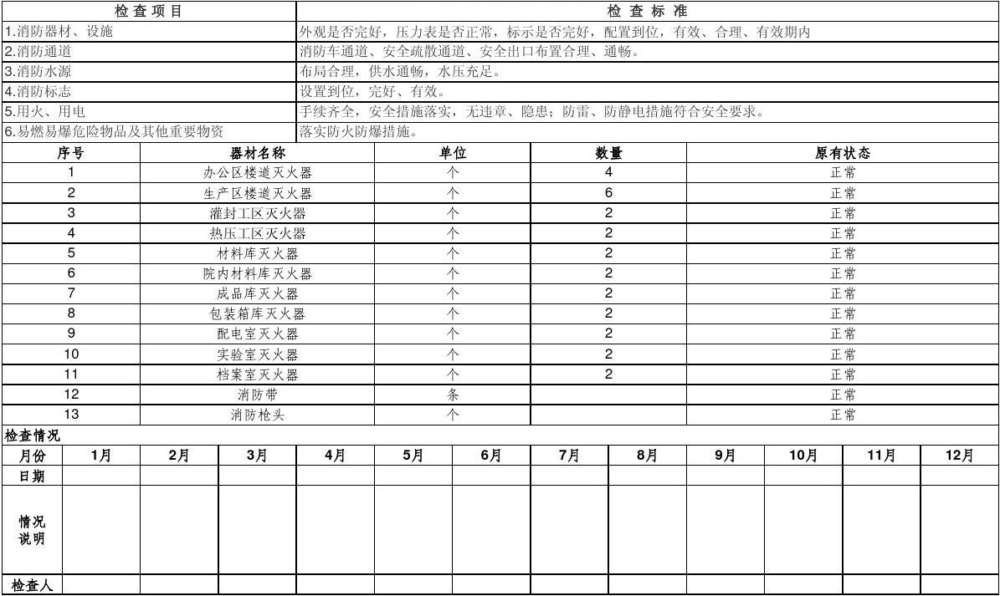 检查项目 检查标准
1.消防器材、设施 外观是否完好，压力表是否正常，标示是否完好，配置到位，有效、合理、有效期内
2.消防通道 消防车通道、安全疏散通道、安全出口布置合理、通畅。
3.消防水源 布局合理，供水通畅，水压充足。
4.消防标志 设置到位，完好、有效。
5.用火、用电 手续齐全，安全措施落实，无违章、隐患；防雷、防静电措施符合安全要求。
6.易燃易爆危险物品及其他重要物资 落实防火防爆措施。
序号 器材名称 单位 数量 原有状态
1 办公区楼道灭火器 个 4 正常
2 生产区楼道灭火器 个 6 正常
3 灌封工区灭火器 个 2 正常
4 热压工区灭火器 个 2 正常
5 材料库灭火器 个 2 正常
6 院内材料库灭火器 个 2 正常
7 成品库灭火器 个 2 正常
8 包装箱库灭火器 个 2 正常
9 配电室灭火器 个 2 正常
10 实验室灭火器 个 2 正常
11 档案室灭火器 个 2 正常
12 消防带 条 正常
13 消防枪头 个 正常
检查情况
月份 1月 2月 3月 4月 5月 6月 7月 8月 9月 10月 11月 12月
日期
情况
说明
检查人